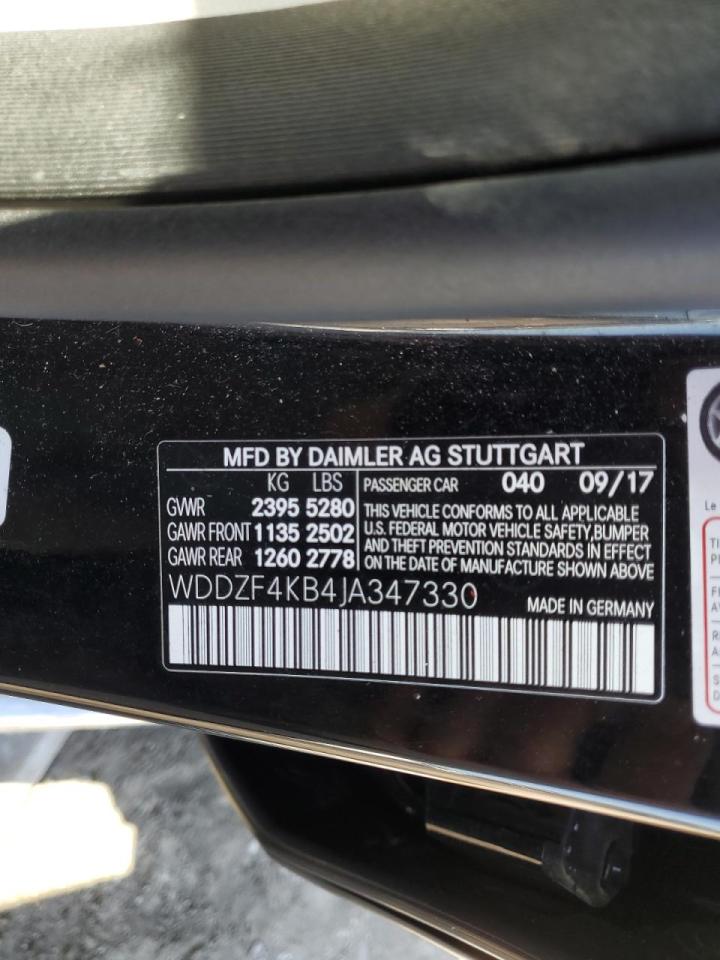 MFD BY DAIMLER AG STUTTGART
KG LBS
GVWR 2395 5280
GAWR FRONT 1135 2502
GAWR REAR 1260 2778
PASSENGER CAR 040 09/17
THIS VEHICLE CONFORMS TO ALL APPLICABLE
U.S. FEDERAL MOTOR VEHICLE SAFETY,BUMPER
AND THEFT PREVENTION STANDARDS IN EFFECT
ON THE DATE OF MANUFACTURE SHOWN ABOVE.
WDDZF4KB4JA347330
MADE IN GERMANY
Le